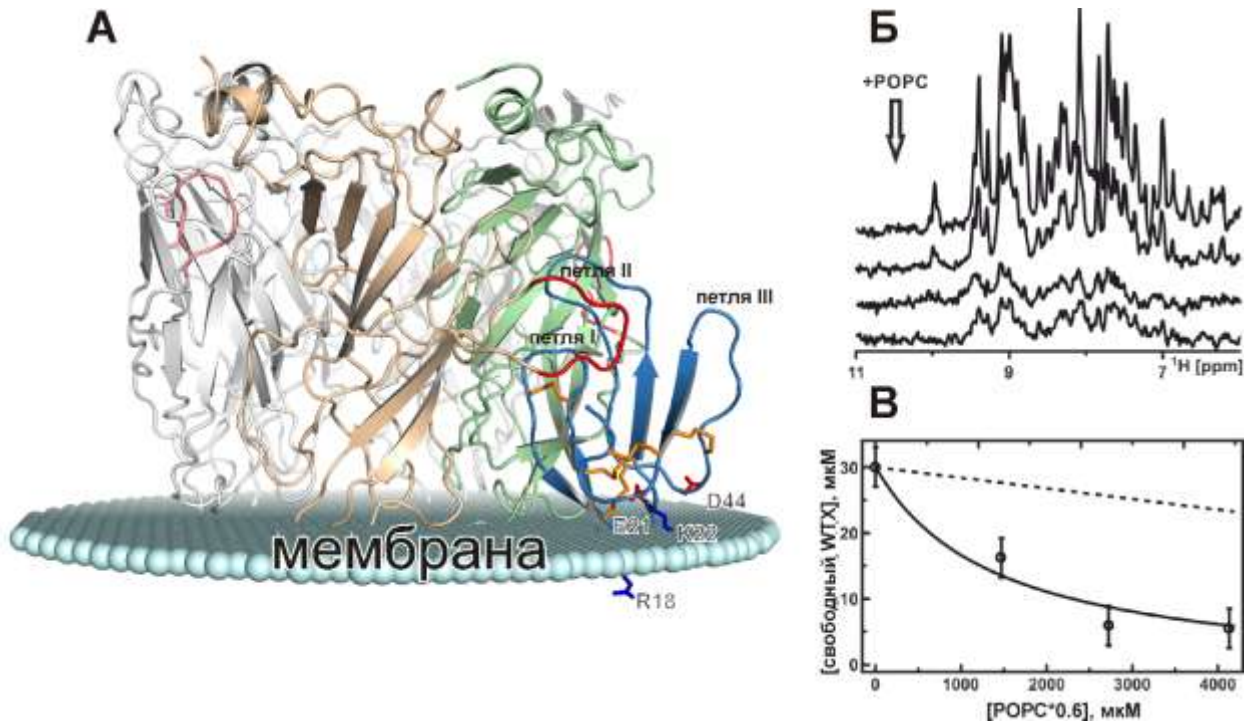 А
петля II
петля III
петля I
D44
E21
K22
мембрана
R18
Б
+POPC
11
9
7
¹H [ppm]
В
[свободный WTX], мкМ
30
20
10
0
0
1000
2000
3000
4000
[POPC*0.6], мкМ